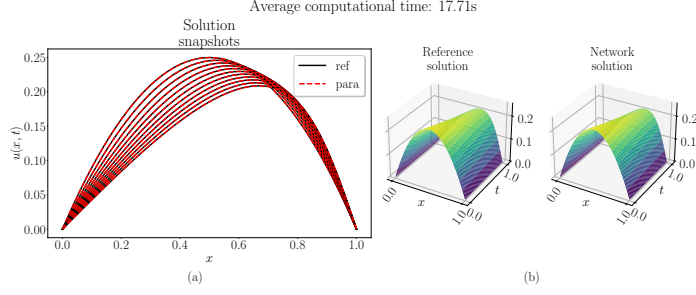 Average computational time: 17.71s
Solution
snapshots
0.25
0.20
0.15
0.10
0.05
0.00
u(x, t)
ref
para
0.0
0.2
0.4
0.6
0.8
1.0
x
(a)
Reference
solution
0.2
0.1
0.0
0.0
x
1.0
0.0
t
1.0
Network
solution
0.2
0.1
0.0
0.0
x
1.0
0.0
t
1.0
(b)